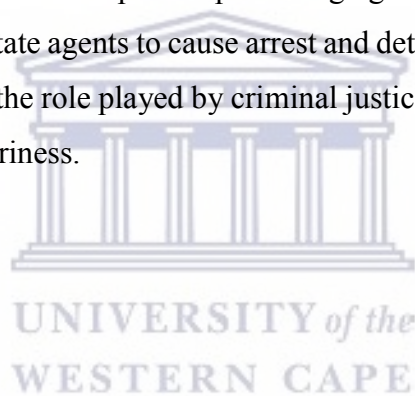 tate agents to cause arrest and det
the role played by criminal justic
riness.
UNIVERSITY of the
WESTERN CAPE